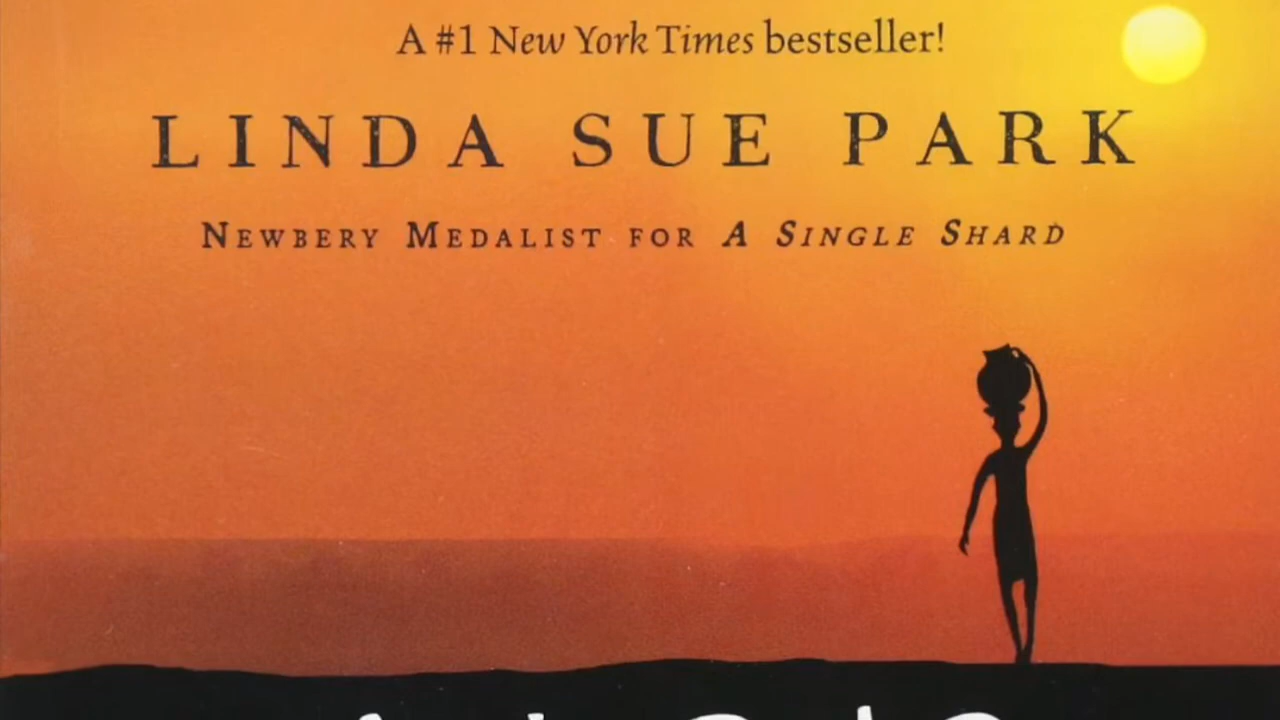 A #1 New York Times bestseller!
LINDA SUE PARK
NEWBERY MEDALIST FOR A SINGLE SHARD